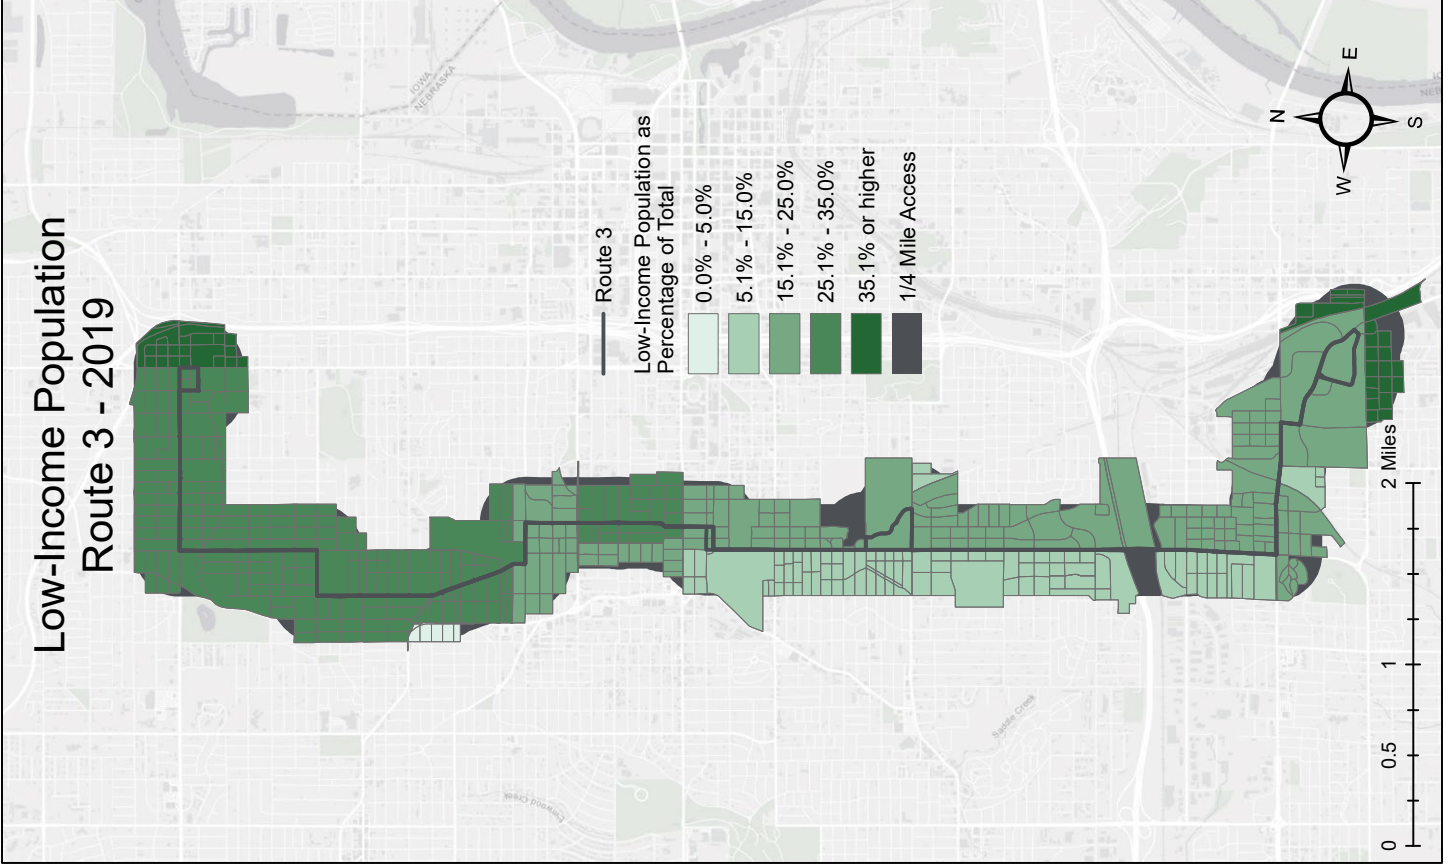 Low-Income Population
Route 3 - 2019
IOWA
NEBRASKA
Route 3
Low-Income Population as
Percentage of Total
0.0% - 5.0%
5.1% - 15.0%
15.1% - 25.0%
25.1% - 35.0%
35.1% or higher
1/4 Mile Access
N
E
S
W
Saddle Creek
Elmwood Creek
0
0.5
1
2 Miles